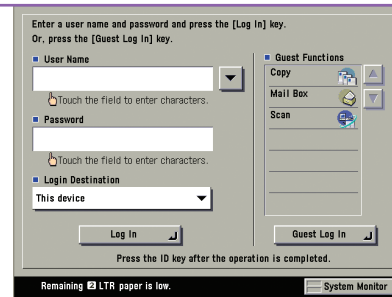 Enter a user name and password and press the [Log In] key.
Or, press the [Guest Log In] key.
User Name
Touch the field to enter characters.
Password
Touch the field to enter characters.
Login Destination
This device
Log In
Guest Functions
Copy
Mail Box
Scan
Guest Log In
Press the ID key after the operation is completed.
Remaining 2 LTR paper is low.
System Monitor